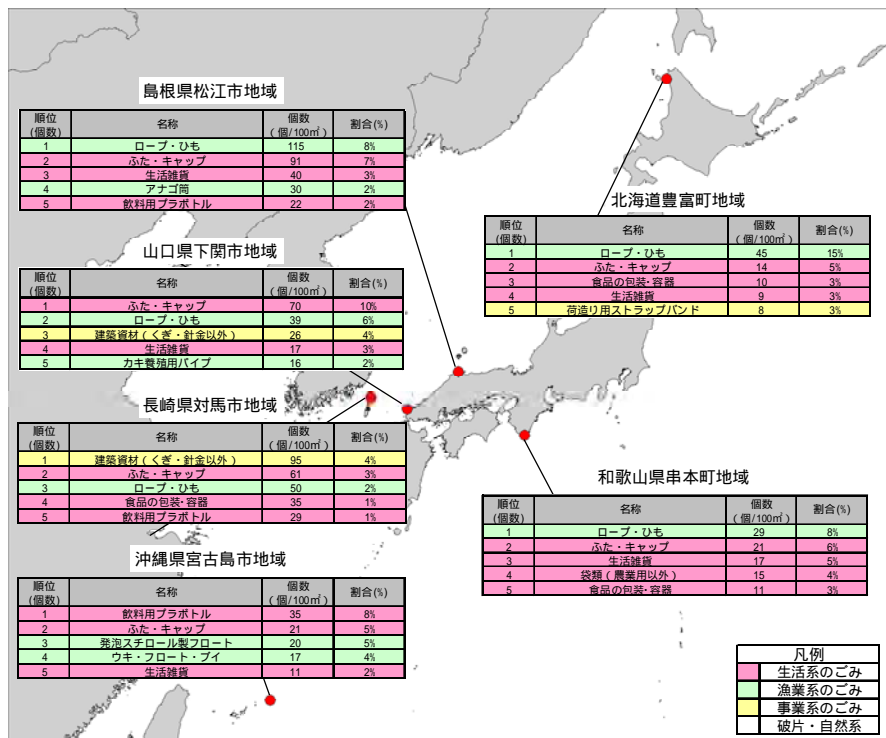 島根県松江市地域
順位(個数) 名称 個数(個/100㎡) 割合(%)
1 ロープ・ひも 115 8%
2 ふた・キャップ 91 7%
3 生活雑貨 40 3%
4 アナゴ筒 30 2%
5 飲料用プラボトル 22 2%
北海道豊富町地域
順位(個数) 名称 個数(個/100㎡) 割合(%)
1 ロープ・ひも 45 15%
2 ふた・キャップ 14 5%
3 食品の包装・容器 10 3%
4 生活雑貨 9 3%
5 荷造り用ストラップバンド 8 3%
山口県下関市地域
順位(個数) 名称 個数(個/100㎡) 割合(%)
1 ふた・キャップ 70 10%
2 ロープ・ひも 39 6%
3 建築資材(くぎ・針金以外) 26 4%
4 生活雑貨 17 3%
5 カキ養殖用パイプ 16 2%
長崎県対馬市地域
順位(個数) 名称 個数(個/100㎡) 割合(%)
1 建築資材(くぎ・針金以外) 95 4%
2 ふた・キャップ 61 3%
3 ロープ・ひも 50 2%
4 食品の包装・容器 35 1%
5 飲料用プラボトル 29 1%
和歌山県串本町地域
順位(個数) 名称 個数(個/100㎡) 割合(%)
1 ロープ・ひも 29 8%
2 ふた・キャップ 21 6%
3 生活雑貨 17 5%
4 袋類(農業用以外) 15 4%
5 食品の包装・容器 11 3%
沖縄県宮古島市地域
順位(個数) 名称 個数(個/100㎡) 割合(%)
1 飲料用プラボトル 35 8%
2 ふた・キャップ 21 5%
3 発泡スチロール製フロート 20 5%
4 ウキ・フロート・ブイ 17 4%
5 生活雑貨 11 2%
凡例
生活系のごみ
漁業系のごみ
事業系のごみ
破片・自然系